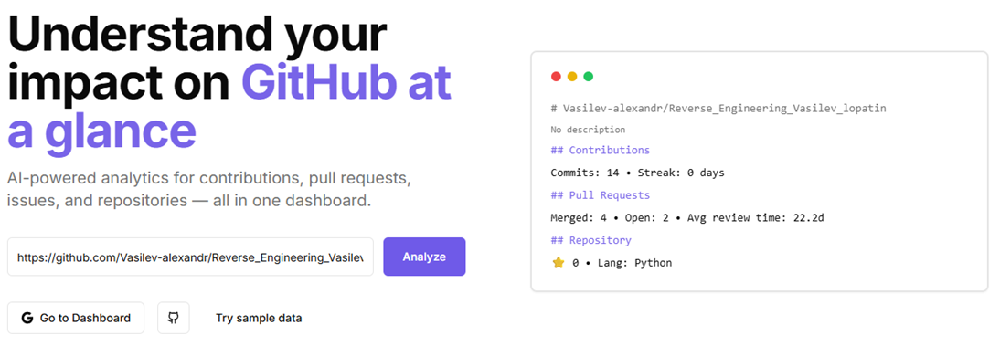 Understand your
impact on GitHub at
a glance
AI-powered analytics for contributions, pull requests,
issues, and repositories — all in one dashboard.
https://github.com/Vasilev-alexandr/Reverse_Engineering_Vasilev
Analyze
Go to Dashboard
Try sample data
# Vasilev-alexandr/Reverse_Engineering_Vasilev_lopatin
No description
## Contributions
Commits: 14 • Streak: 0 days
## Pull Requests
Merged: 4 • Open: 2 • Avg review time: 22.2d
## Repository
⭐ 0 • Lang: Python